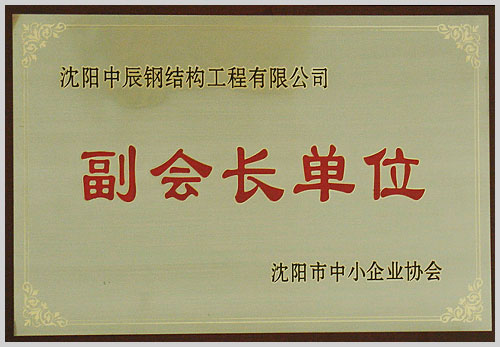 沈阳中辰钢结构工程有限公司
副会长单位
沈阳市中小企业协会